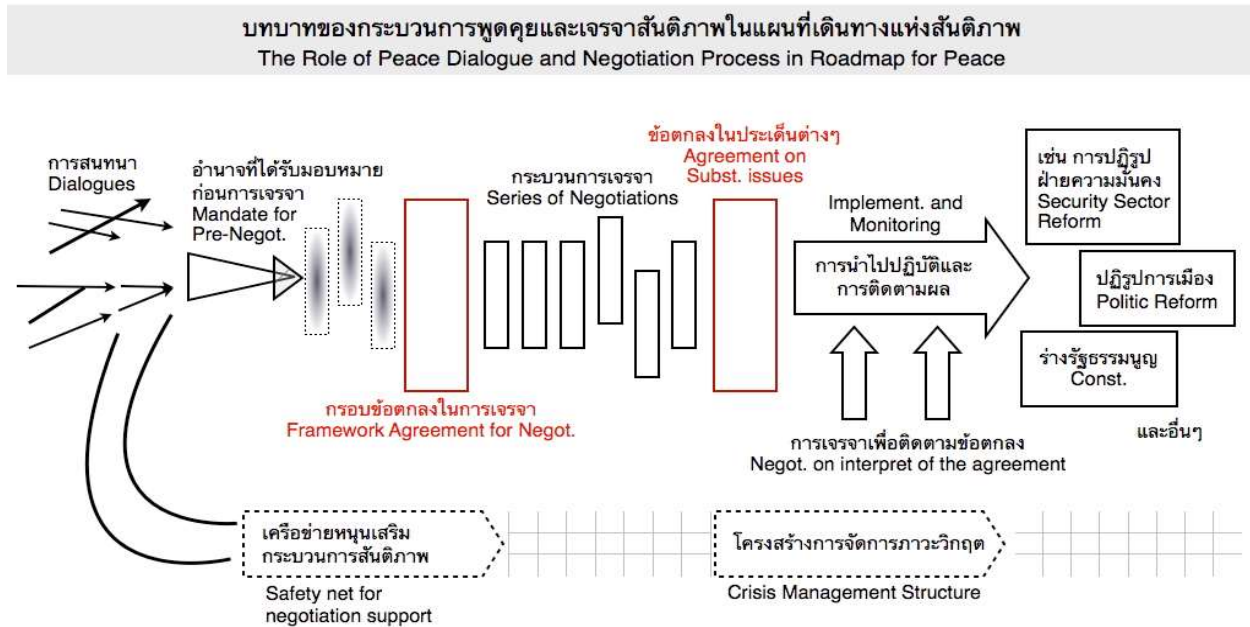 บทบาทของกระบวนการพูดคุยและเจรจาสันติภาพในแผนที่เดินทางแห่งสันติภาพ
The Role of Peace Dialogue and Negotiation Process in Roadmap for Peace
การสนทนา
Dialogues
อำนาจที่ได้รับมอบหมาย
ก่อนการเจรจา
Mandate for
Pre-Negot.
กรอบข้อตกลงในการเจรจา
Framework Agreement for Negot.
กระบวนการเจรจา
Series of Negotiations
ข้อตกลงในประเด็นต่างๆ
Agreement on
Subst. issues
Implement. and
Monitoring
การนำไปปฏิบัติและ
การติดตามผล
การเจรจาเพื่อติดตามข้อตกลง
Negot. on interpret of the agreement
เช่น การปฏิรูป
ฝ่ายความมั่นคง
Security Sector
Reform
ปฏิรูปการเมือง
Politic Reform
ร่างรัฐธรรมนูญ
Const.
และอื่นๆ
เครือข่ายหนุนเสริม
กระบวนการสันติภาพ
Safety net for
negotiation support
โครงสร้างการจัดการภาวะวิกฤต
Crisis Management Structure